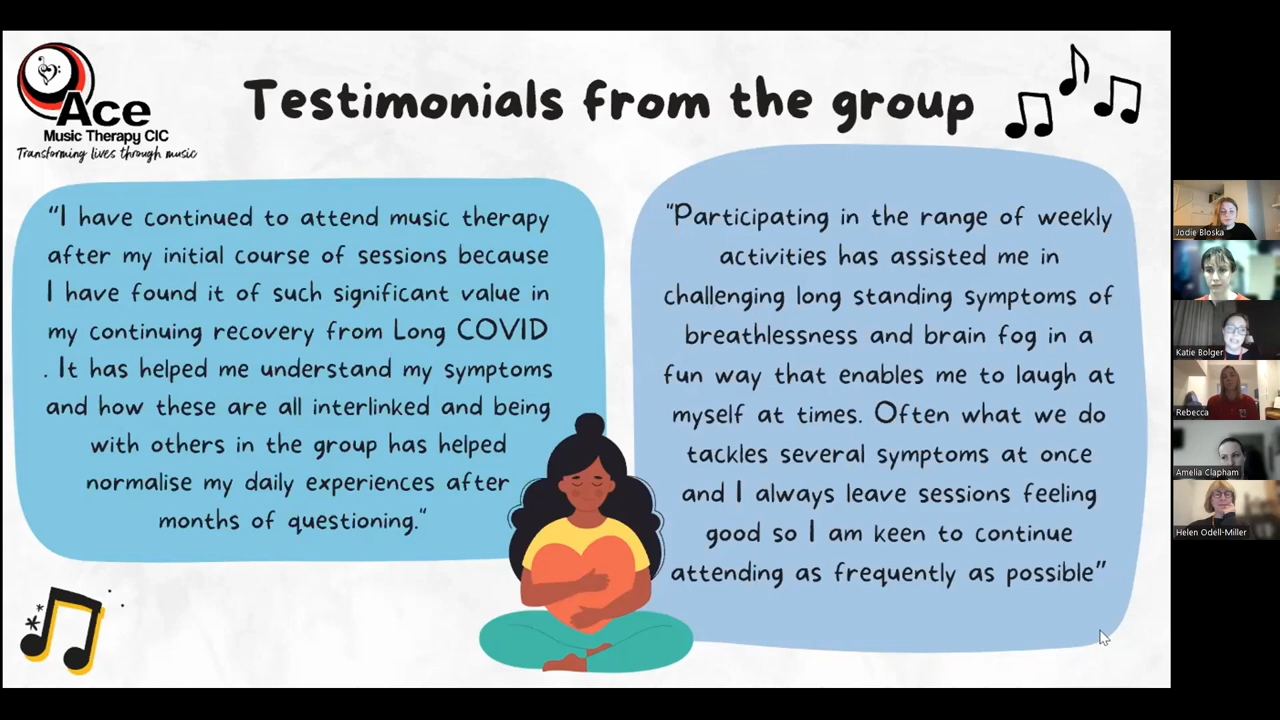 Ace
Music Therapy CIC
Transforming lives through music
Testimonials from the group
"I have continued to attend music therapy
after my initial course of sessions because
I have found it of such significant value in
my continuing recovery from Long COVID
. It has helped me understand my symptoms
and how these are all interlinked and being
with others in the group has helped
normalise my daily experiences after
months of questioning."
"Participating in the range of weekly
activities has assisted me in
challenging long standing symptoms of
breathlessness and brain fog in a
fun way that enables me to laugh at
myself at times. Often what we do
tackles several symptoms at once
and I always leave sessions feeling
good so I am keen to continue
attending as frequently as possible"
Jodie Bloska
Katie Bolger
Rebecca
Amelia Clapham
Helen Odell-Miller